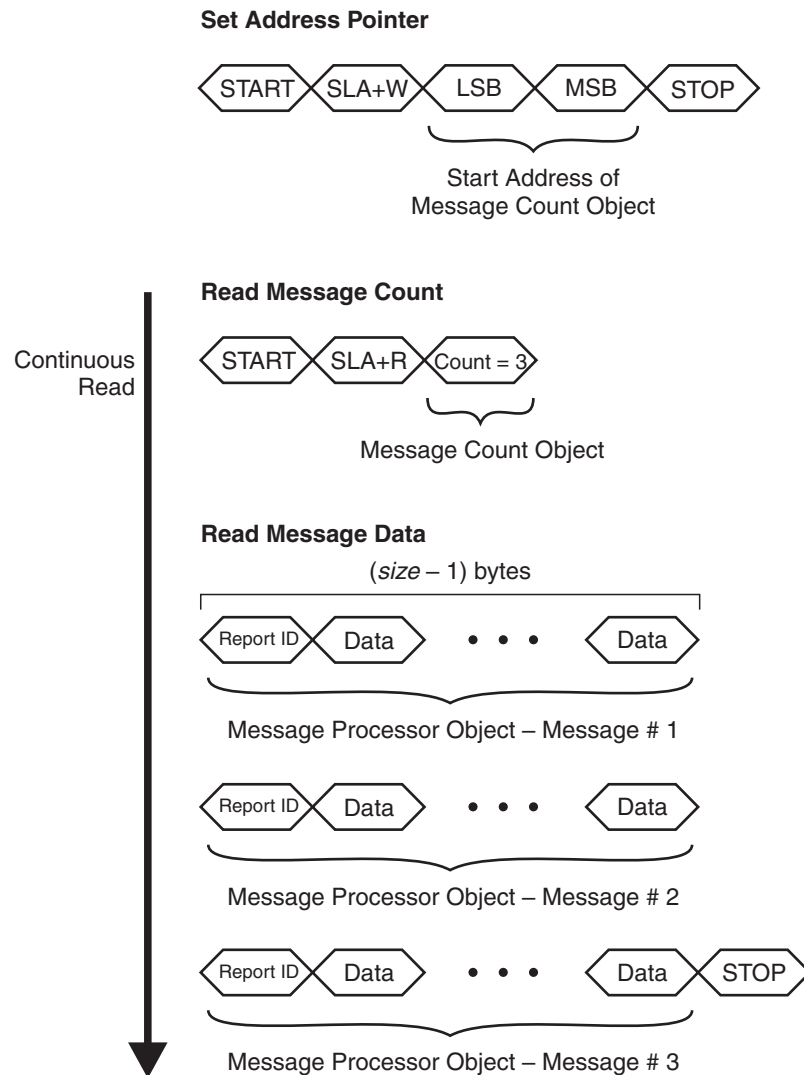 Set Address Pointer
START SLA+W LSB MSB STOP
Start Address of
Message Count Object
Read Message Count
Continuous
Read
START SLA+R Count = 3
Message Count Object
Read Message Data
(size – 1) bytes
Report ID Data • • • Data
Message Processor Object – Message # 1
Report ID Data • • • Data
Message Processor Object – Message # 2
Report ID Data • • • Data STOP
Message Processor Object – Message # 3